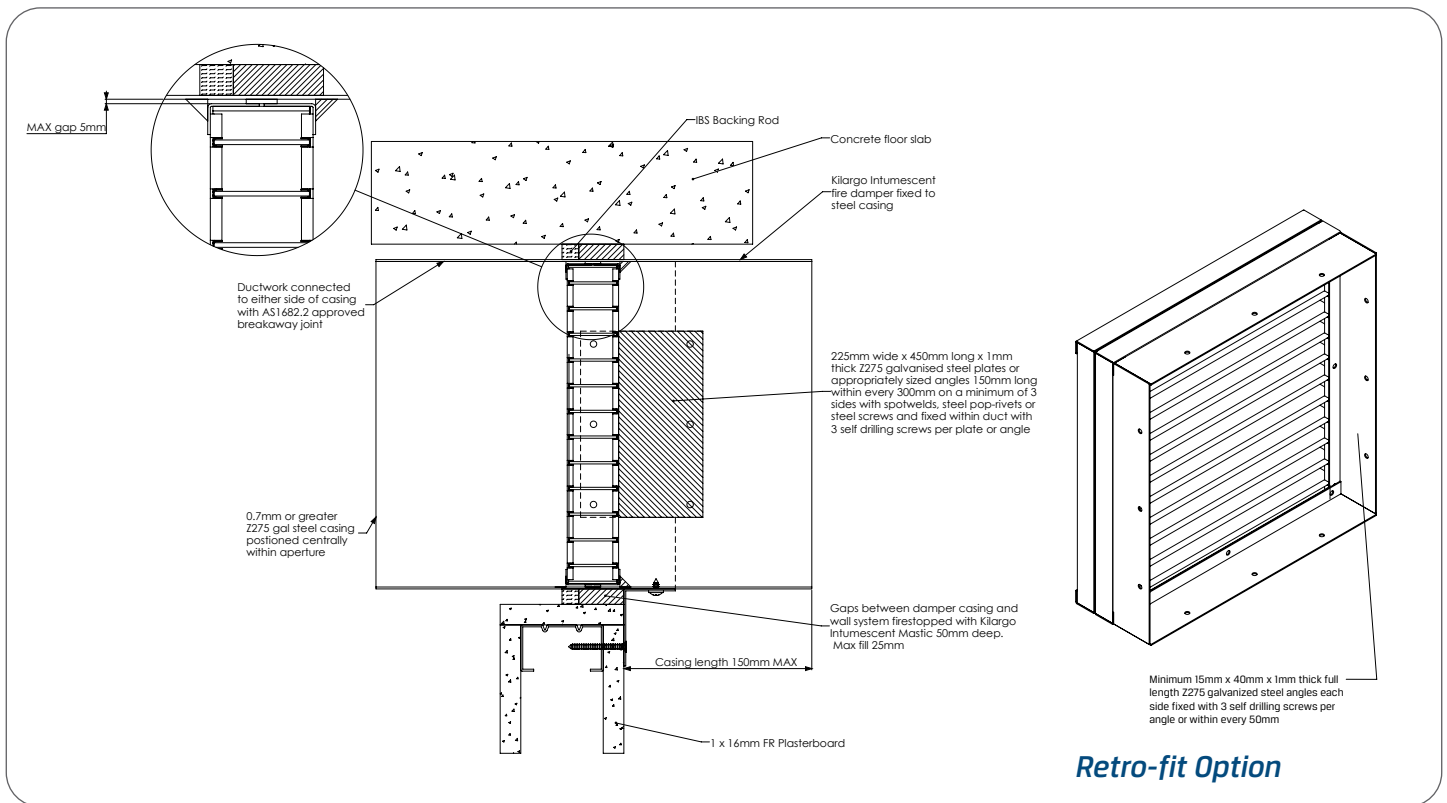 MAX gap 5mm
IBS Backing Rod
Concrete floor slab
Kilargo Intumescent
fire damper fixed to
steel casing
Ductwork connected
to either side of casing
with AS1682.2 approved
breakaway joint
225mm wide x 450mm long x 1mm
thick Z275 galvanised steel plates or
appropriately sized angles 150mm long
within every 300mm on a minimum of 3
sides with spotwelds, steel pop-rivets or
steel screws and fixed within duct with
3 self drilling screws per plate or angle
0.7mm or greater
Z275 gal steel casing
postioned centrally
within aperture
Gaps between damper casing and
wall system firestopped with Kilargo
Intumescent Mastic 50mm deep.
Max fill 25mm
Casing length 150mm MAX
1 x 16mm FR Plasterboard
Minimum 15mm x 40mm x 1mm thick full
length Z275 galvanized steel angles each
side fixed with 3 self drilling screws per
angle or within every 50mm
Retro-fit Option